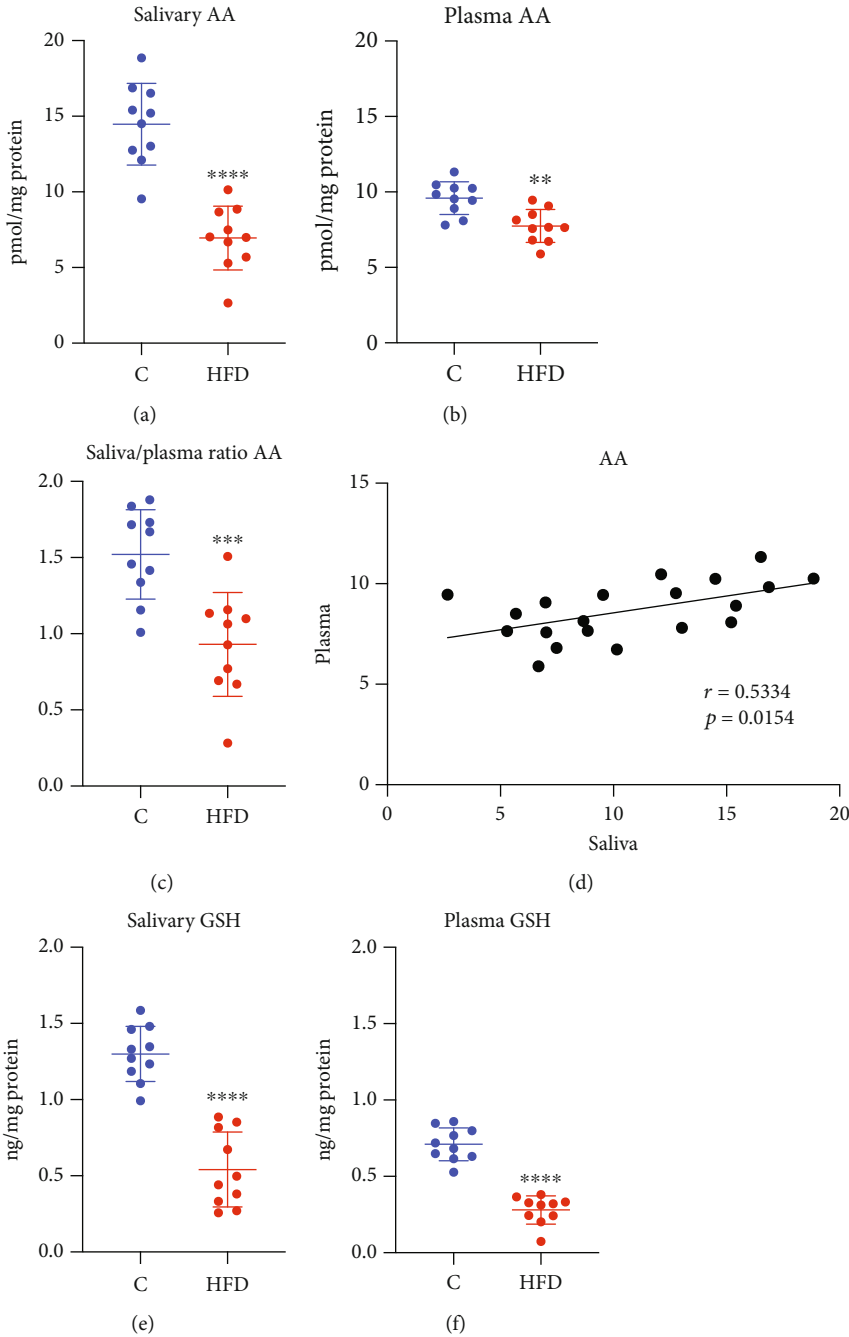 Salivary AA
20
15
10
5
0
pmol/mg protein
****
C
HFD
(a)
Plasma AA
20
15
10
5
0
pmol/mg protein
**
C
HFD
(b)
Saliva/plasma ratio AA
2.0
1.5
1.0
0.5
0.0
***
C
HFD
(c)
AA
15
10
5
0
Plasma
r = 0.5334
p = 0.0154
0
5
10
15
20
Saliva
(d)
Salivary GSH
2.0
1.5
1.0
0.5
0.0
ng/mg protein
****
C
HFD
(e)
Plasma GSH
2.0
1.5
1.0
0.5
0.0
ng/mg protein
****
C
HFD
(f)